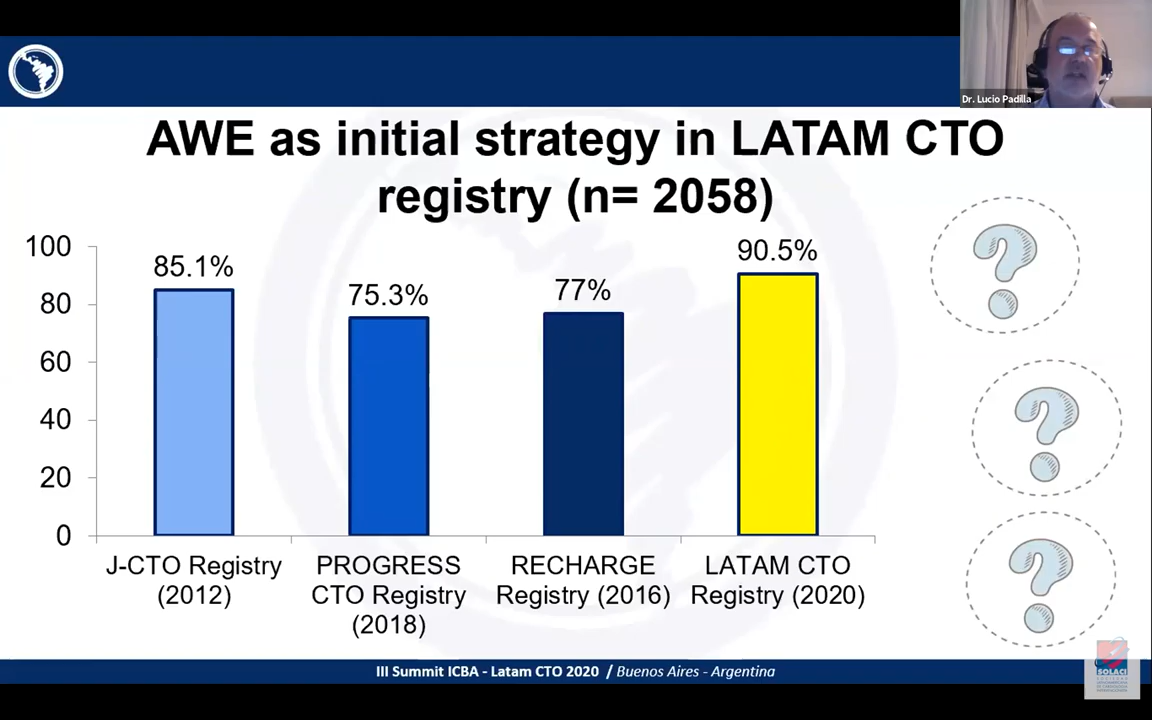 Dr. Lucio Padilla
AWE as initial strategy in LATAM CTO
registry (n= 2058)
100
80
60
40
20
0
85.1%
75.3%
77%
90.5%
J-CTO Registry
(2012)
PROGRESS
CTO Registry
(2018)
RECHARGE
Registry (2016)
LATAM CTO
Registry (2020)
?
?
?
III Summit ICBA - Latam CTO 2020 / Buenos Aires - Argentina
SOLACI